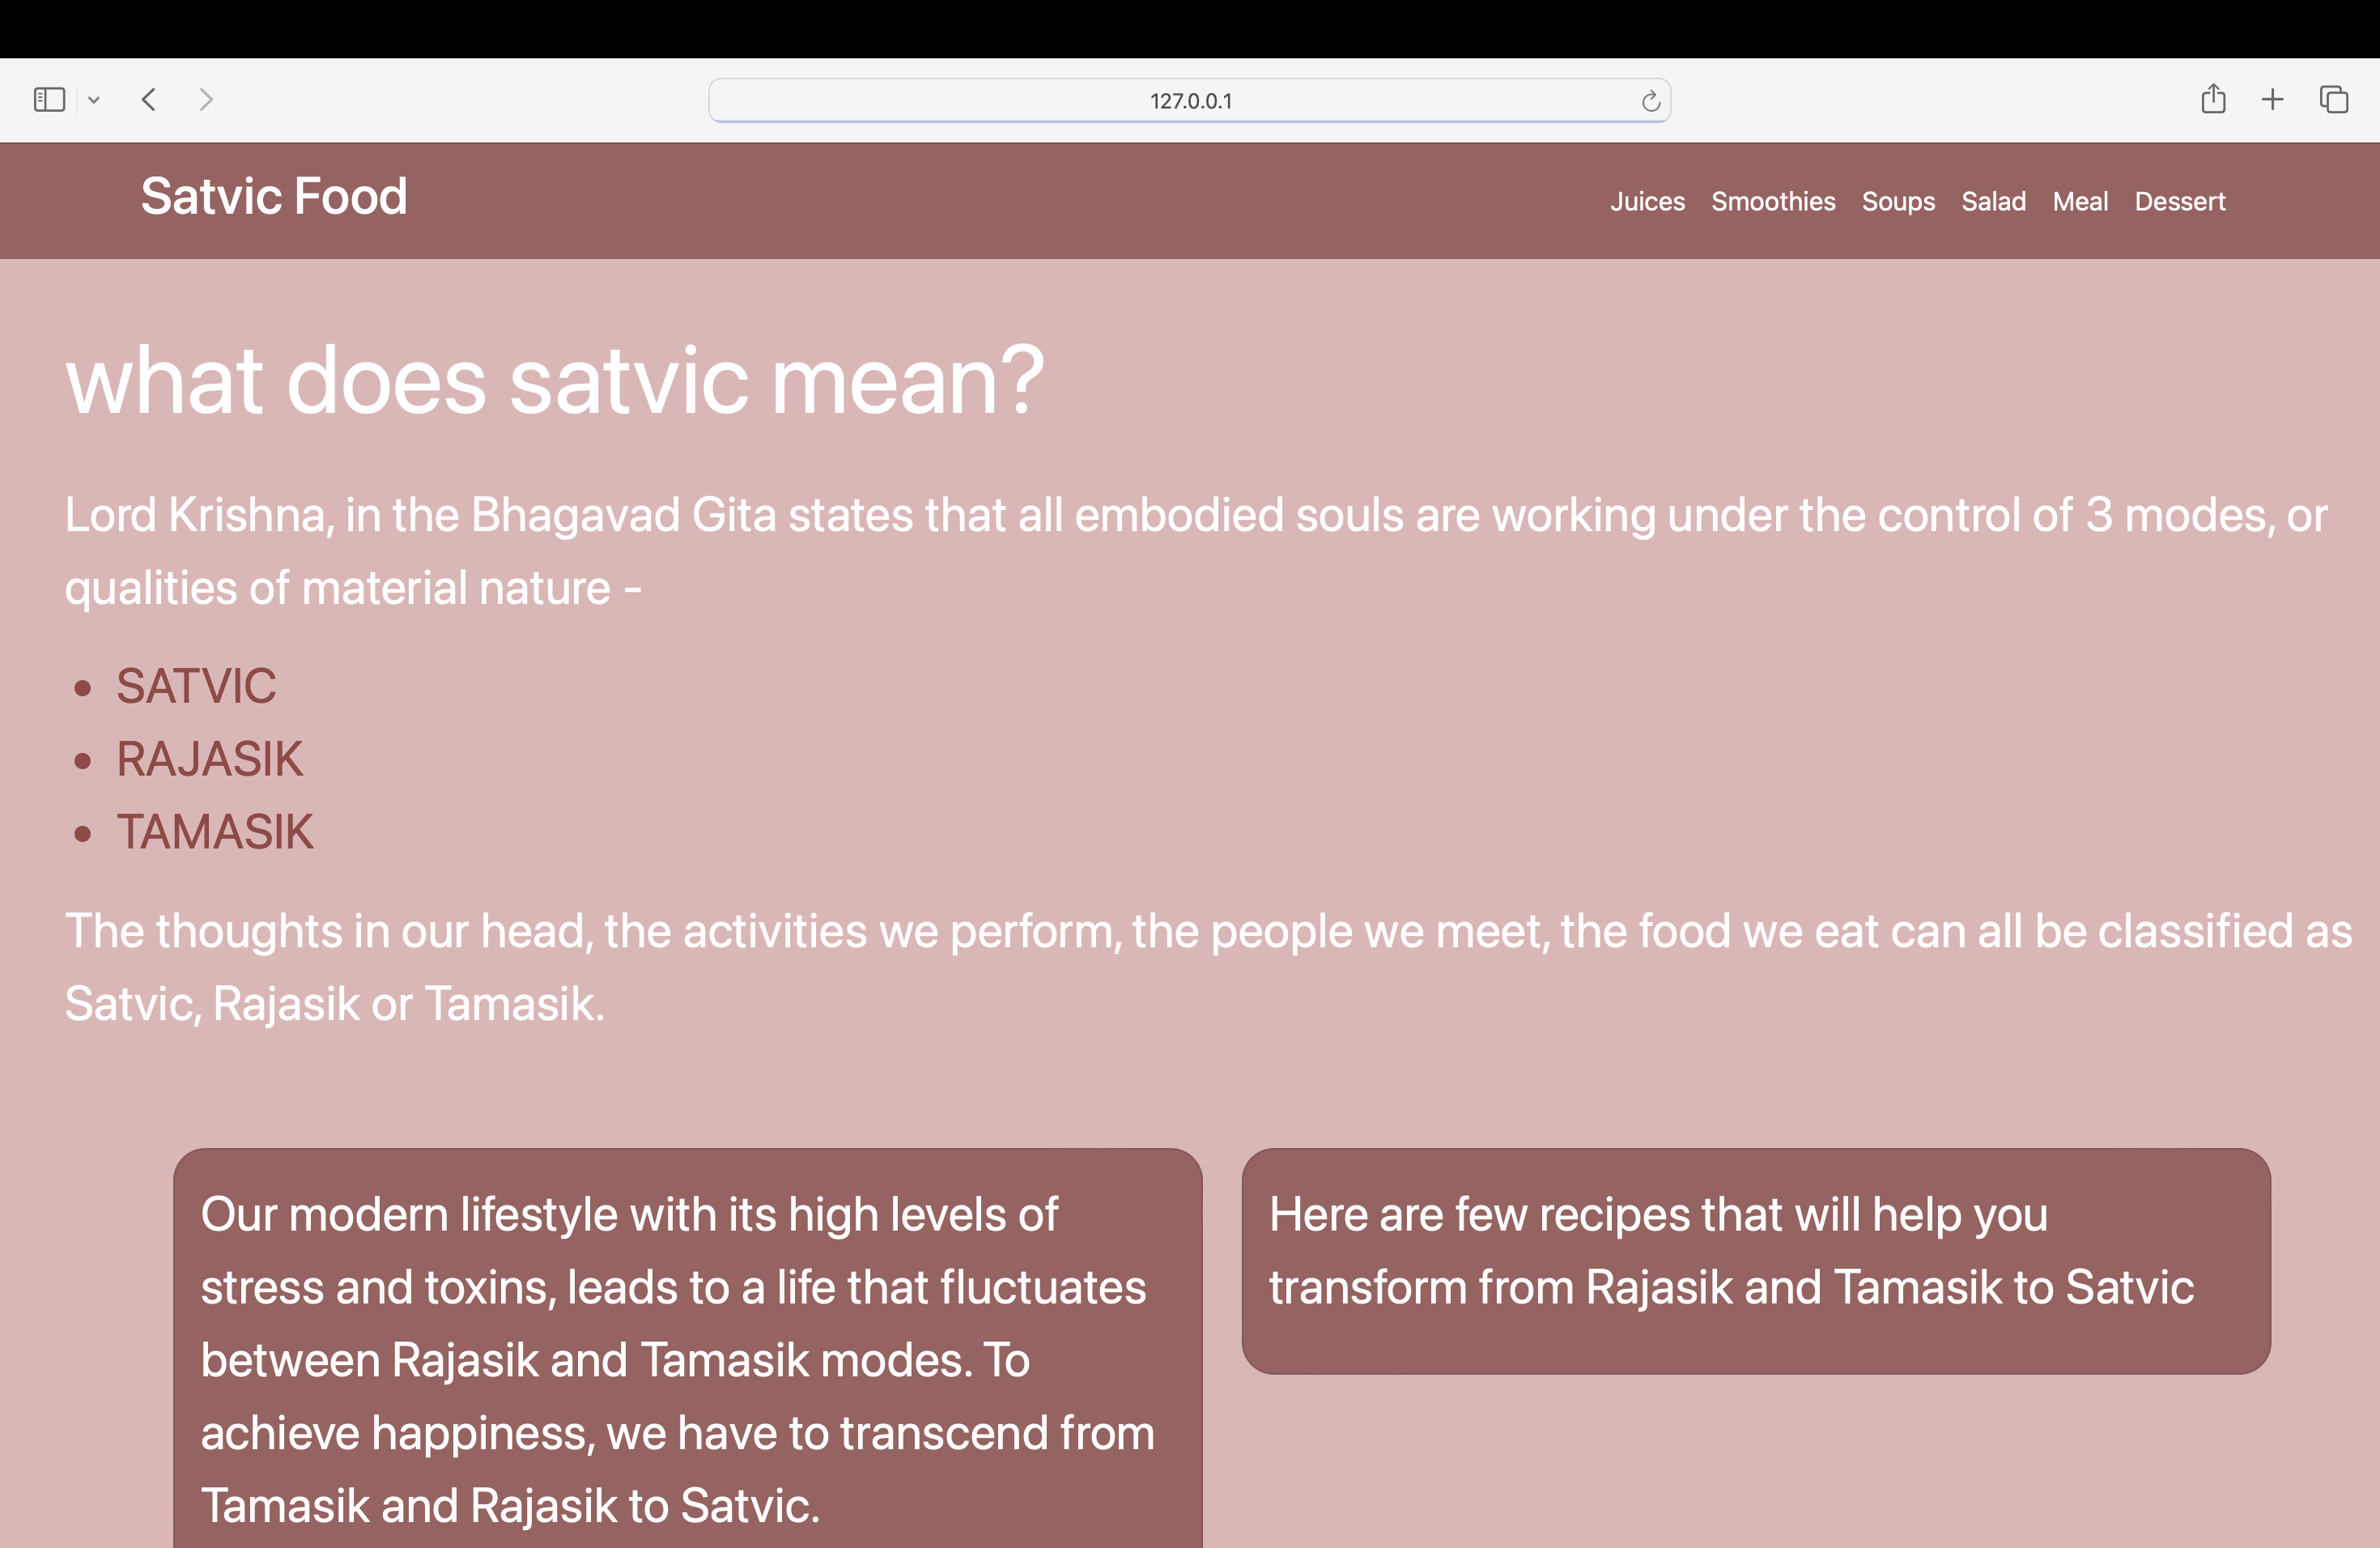 127.0.0.1
Satvic Food
Juices Smoothies Soups Salad Meal Dessert
what does satvic mean?
Lord Krishna, in the Bhagavad Gita states that all embodied souls are working under the control of 3 modes, or
qualities of material nature -
• SATVIC
• RAJASIK
• TAMASIK
The thoughts in our head, the activities we perform, the people we meet, the food we eat can all be classified as
Satvic, Rajasik or Tamasik.
Our modern lifestyle with its high levels of
stress and toxins, leads to a life that fluctuates
between Rajasik and Tamasik modes. To
achieve happiness, we have to transcend from
Tamasik and Rajasik to Satvic.
Here are few recipes that will help you
transform from Rajasik and Tamasik to Satvic